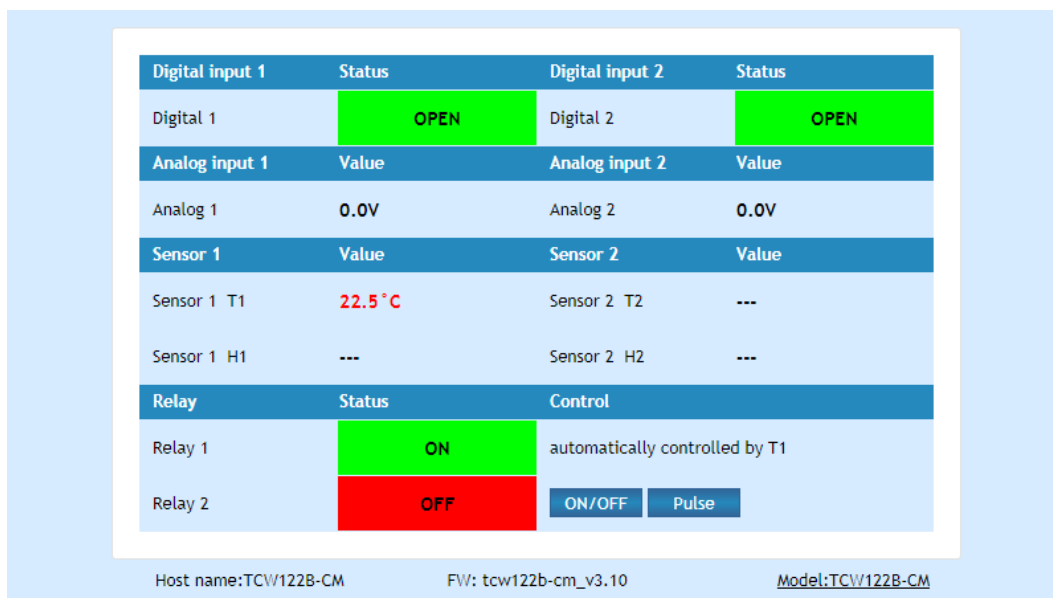 Digital input 1 Status Digital input 2 Status
Digital 1 OPEN Digital 2 OPEN
Analog input 1 Value Analog input 2 Value
Analog 1 0.0V Analog 2 0.0V
Sensor 1 Value Sensor 2 Value
Sensor 1 T1 22.5°C Sensor 2 T2 ---
Sensor 1 H1 --- Sensor 2 H2 ---
Relay Status Control
Relay 1 ON automatically controlled by T1
Relay 2 OFF ON/OFF Pulse
Host name:TCW122B-CM FW: tcw122b-cm_v3.10 Model:TCW122B-CM